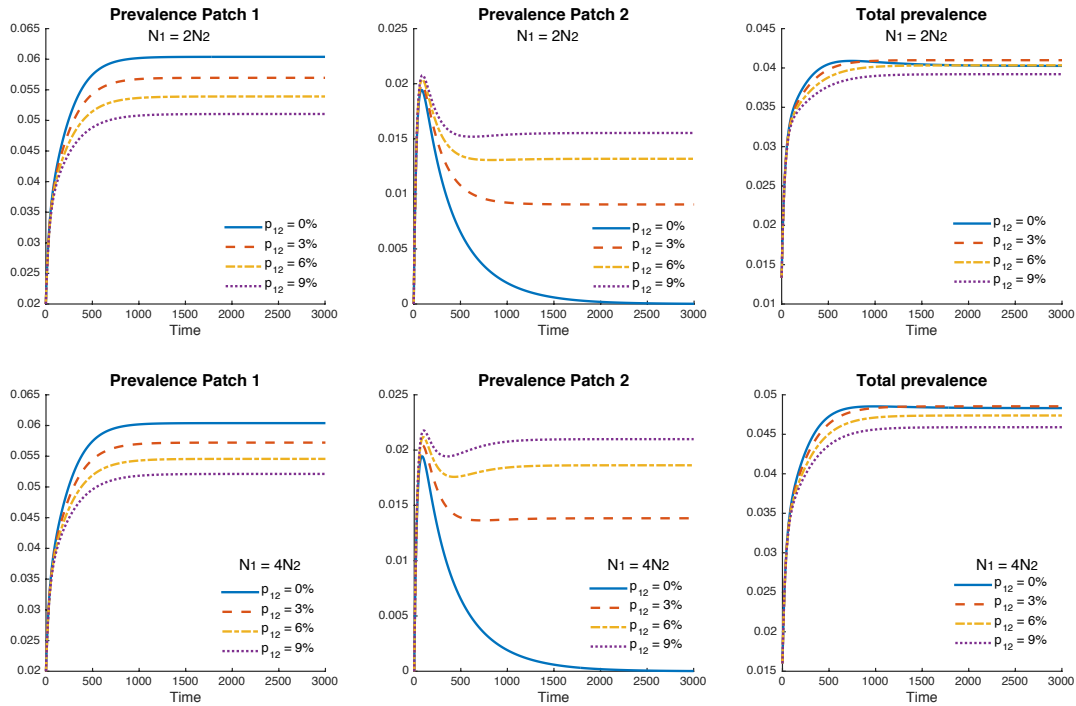 Prevalence Patch 1
N1 = 2N2
0.065
0.06
0.055
0.05
0.045
0.04
0.035
0.03
0.025
0.02
p12 = 0%
p12 = 3%
p12 = 6%
p12 = 9%
0 500 1000 1500 2000 2500 3000
Time
Prevalence Patch 2
N1 = 2N2
0.025
0.02
0.015
0.01
0.005
0
p12 = 0%
p12 = 3%
p12 = 6%
p12 = 9%
0 500 1000 1500 2000 2500 3000
Time
Total prevalence
N1 = 2N2
0.045
0.04
0.035
0.03
0.025
0.02
0.015
0.01
p12 = 0%
p12 = 3%
p12 = 6%
p12 = 9%
0 500 1000 1500 2000 2500 3000
Time
Prevalence Patch 1
0.065
0.06
0.055
0.05
0.045
0.04
0.035
0.03
0.025
0.02
N1 = 4N2
p12 = 0%
p12 = 3%
p12 = 6%
p12 = 9%
0 500 1000 1500 2000 2500 3000
Time
Prevalence Patch 2
0.025
0.02
0.015
0.01
0.005
0
N1 = 4N2
p12 = 0%
p12 = 3%
p12 = 6%
p12 = 9%
0 500 1000 1500 2000 2500 3000
Time
Total prevalence
0.05
0.045
0.04
0.035
0.03
0.025
0.02
0.015
N1 = 4N2
p12 = 0%
p12 = 3%
p12 = 6%
p12 = 9%
0 500 1000 1500 2000 2500 3000
Time